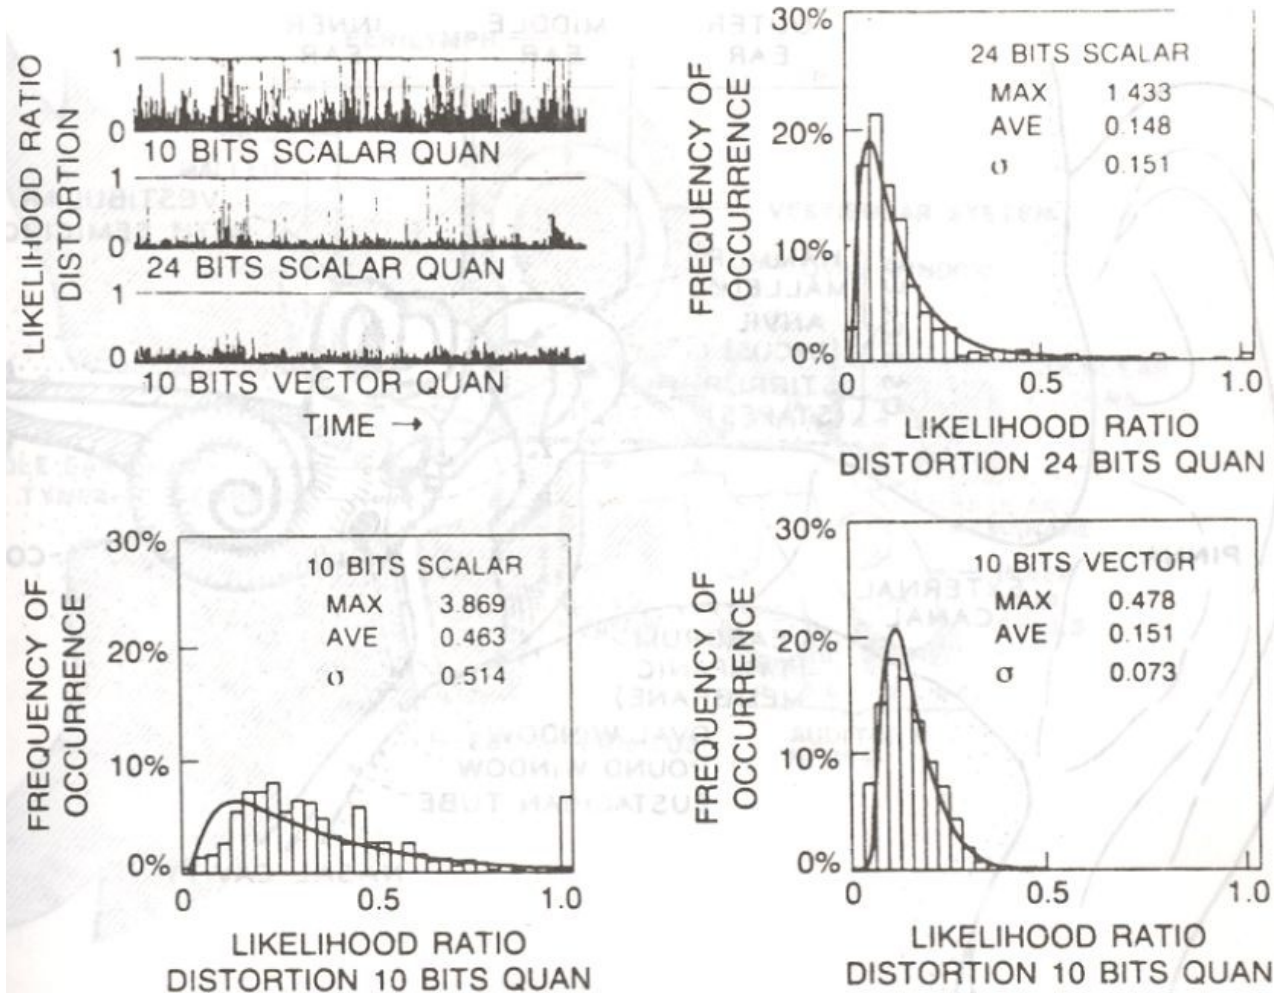 LIKELIHOOD RATIO
DISTORTION
1
0
10 BITS SCALAR QUAN
1
0
24 BITS SCALAR QUAN
1
0
10 BITS VECTOR QUAN
TIME →
FREQUENCY OF
OCCURRENCE
30%
20%
10%
0%
24 BITS SCALAR
MAX 1.433
AVE 0.148
σ 0.151
0 0.5 1.0
LIKELIHOOD RATIO
DISTORTION 24 BITS QUAN
FREQUENCY OF
OCCURRENCE
30%
20%
10%
0%
10 BITS SCALAR
MAX 3.869
AVE 0.463
σ 0.514
0 0.5 1.0
LIKELIHOOD RATIO
DISTORTION 10 BITS QUAN
FREQUENCY OF
OCCURRENCE
30%
20%
10%
0%
10 BITS VECTOR
MAX 0.478
AVE 0.151
σ 0.073
0 0.5 1.0
LIKELIHOOD RATIO
DISTORTION 10 BITS QUAN